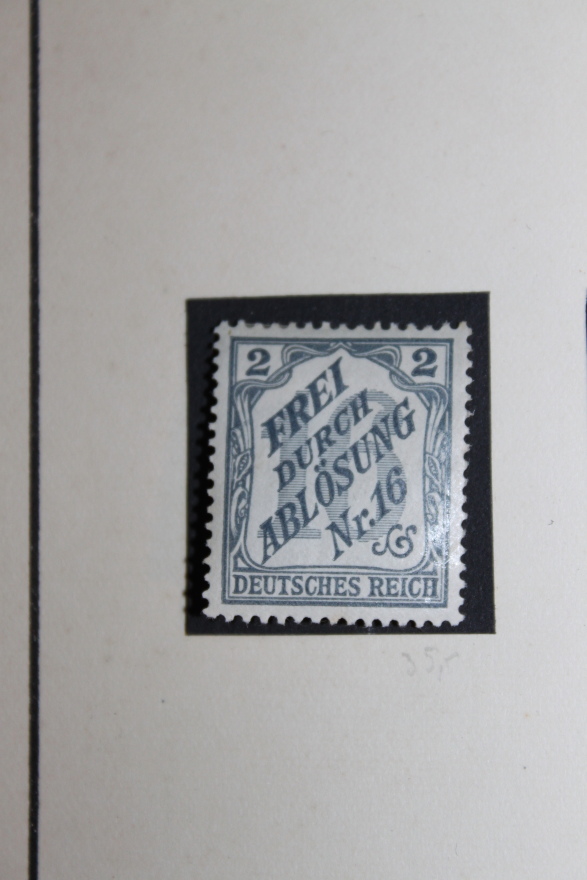 2 2
FREI
DURCH
ABLÖSUNG
Nr. 16
DEUTSCHES REICH
35,-